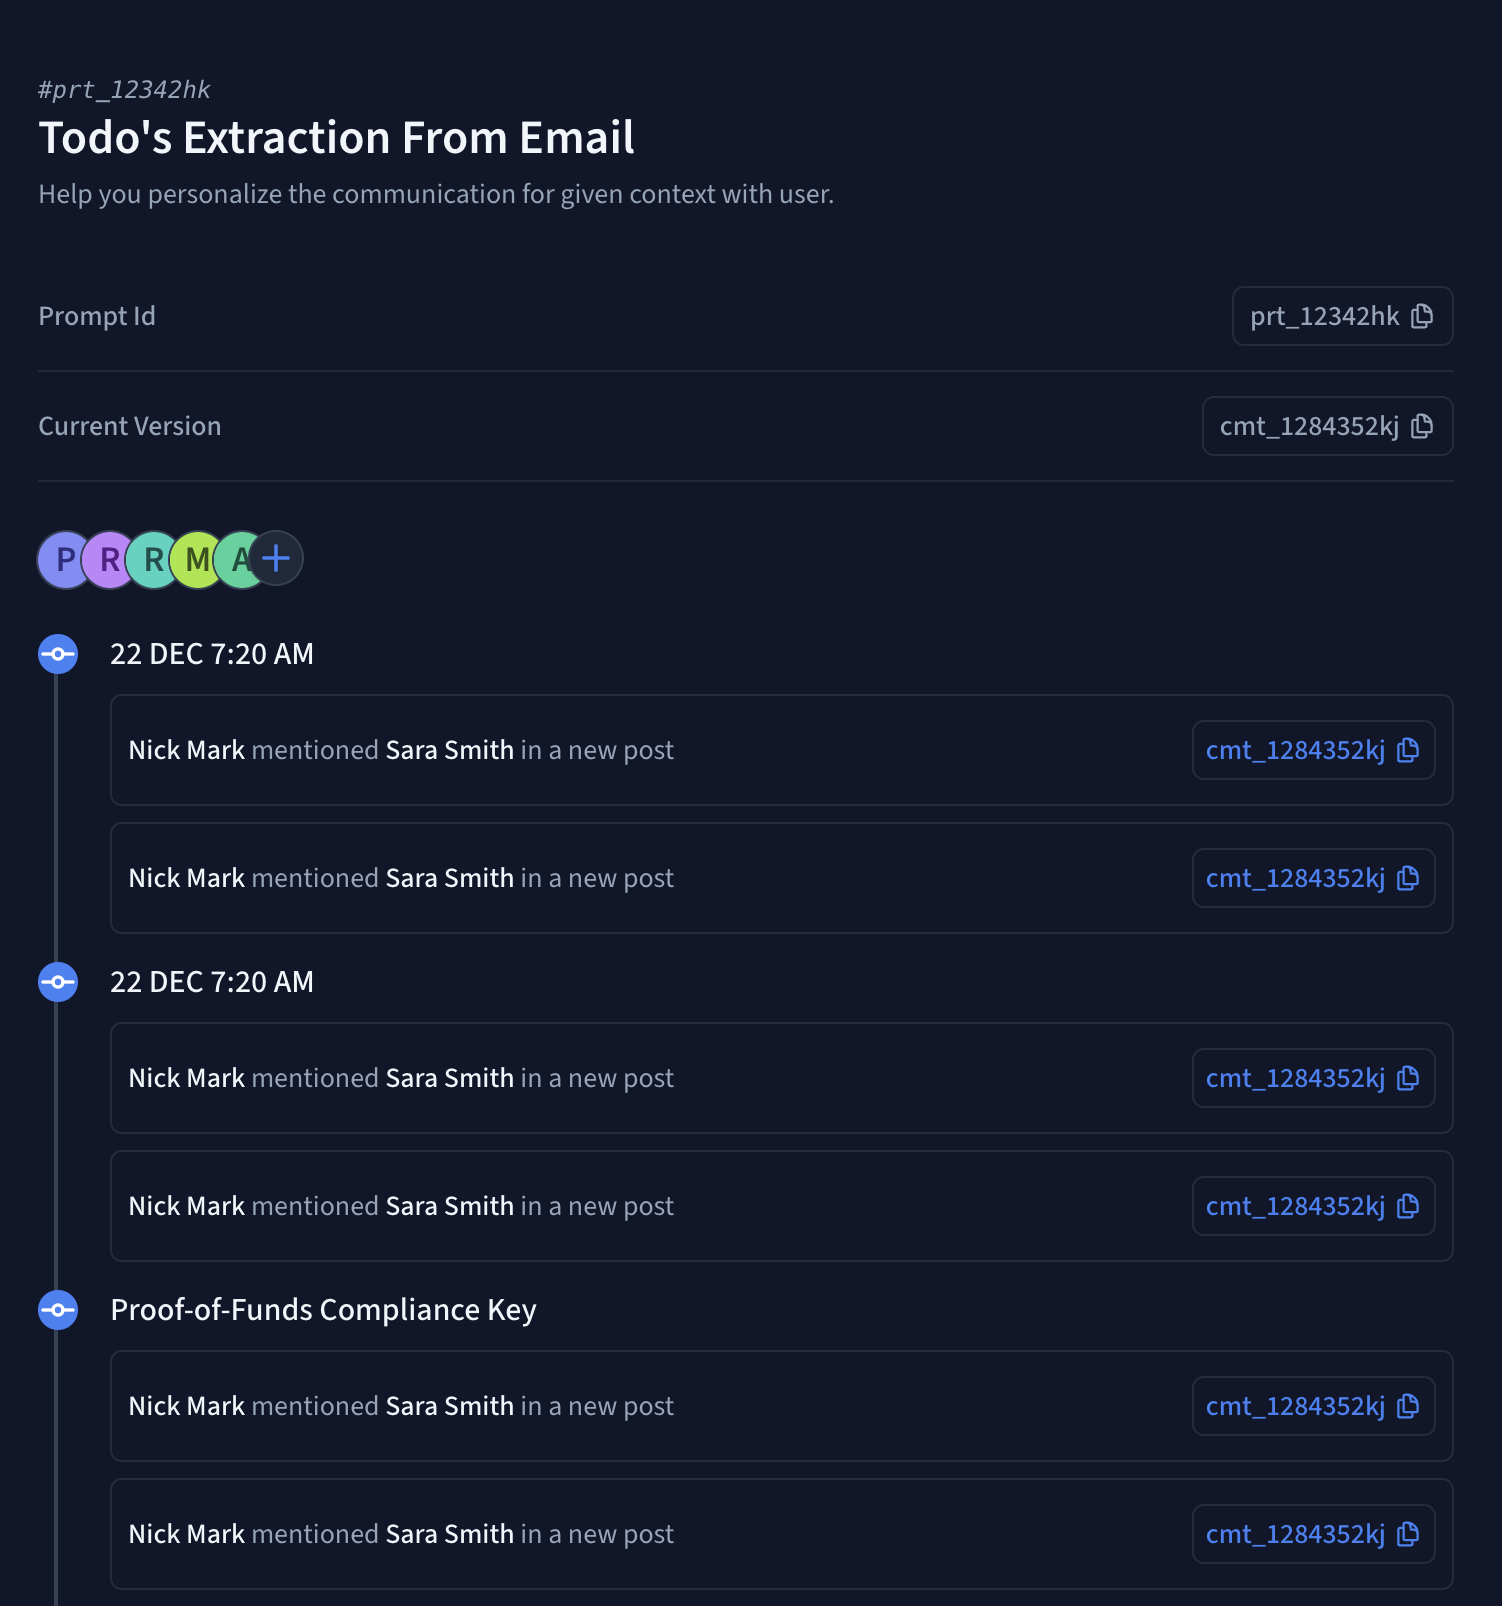 #prt_12342hk
Todo's Extraction From Email
Help you personalize the communication for given context with user.
Prompt Id
prt_12342hk
Current Version
cmt_1284352kj
P R R M A
22 DEC 7:20 AM
Nick Mark mentioned Sara Smith in a new post
cmt_1284352kj
Nick Mark mentioned Sara Smith in a new post
cmt_1284352kj
22 DEC 7:20 AM
Nick Mark mentioned Sara Smith in a new post
cmt_1284352kj
Nick Mark mentioned Sara Smith in a new post
cmt_1284352kj
Proof-of-Funds Compliance Key
Nick Mark mentioned Sara Smith in a new post
cmt_1284352kj
Nick Mark mentioned Sara Smith in a new post
cmt_1284352kj